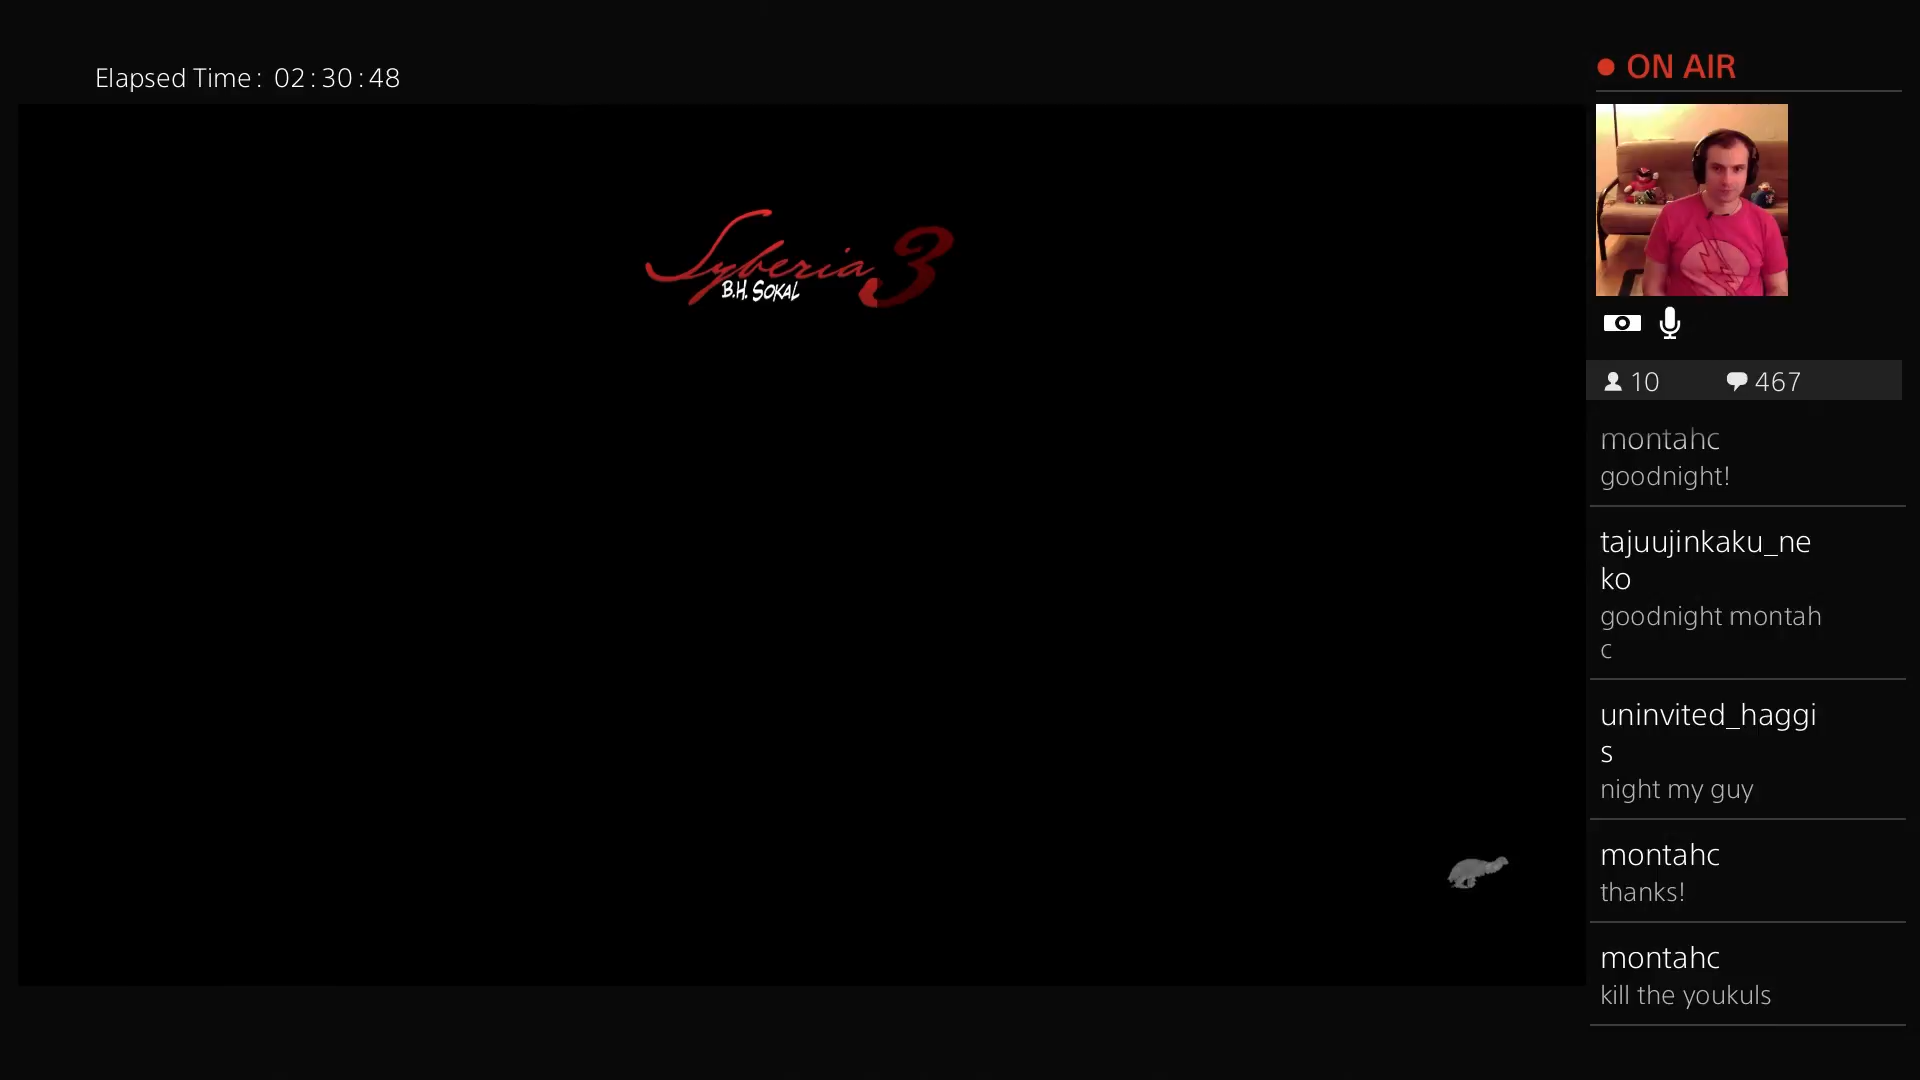 Elapsed Time: 02:30:48
ON AIR
Syberia 3
B.H. SOKAL
10 467
montahc
goodnight!
tajuujinkaku_ne
ko
goodnight montah
c
uninvited_haggi
s
night my guy
montahc
thanks!
montahc
kill the youkuls